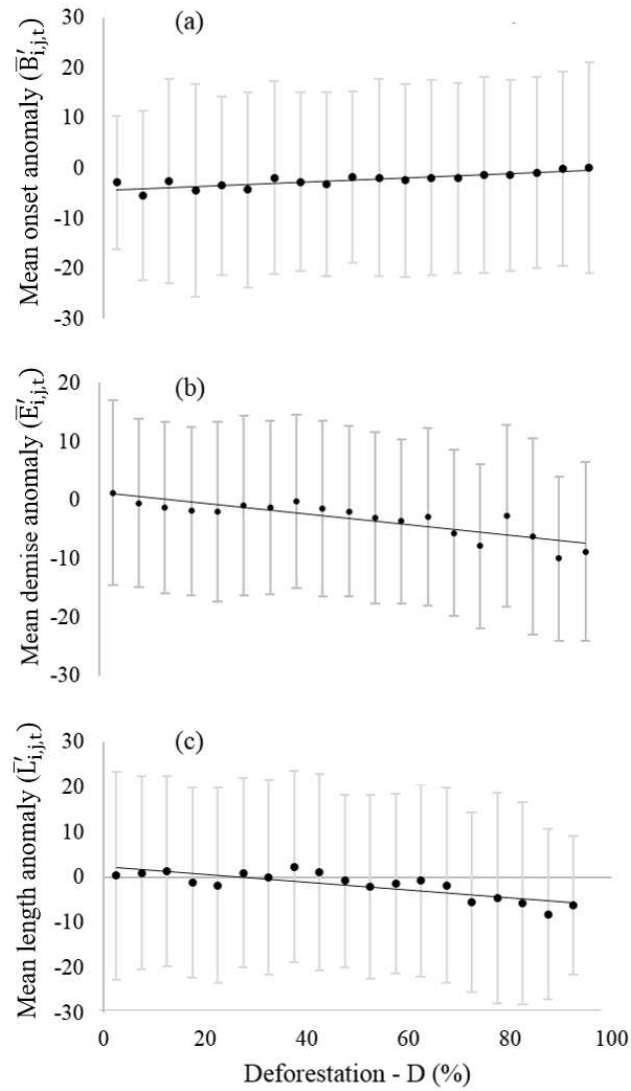 (a)
30
20
10
0
-10
-20
-30
Mean onset anomaly (B̅′i,j,t)
(b)
20
10
0
-10
-20
-30
Mean demise anomaly (E̅′i,j,t)
(c)
30
20
10
0
-10
-20
-30
Mean length anomaly (L̅′i,j,t)
0 20 40 60 80 100
Deforestation - D (%)